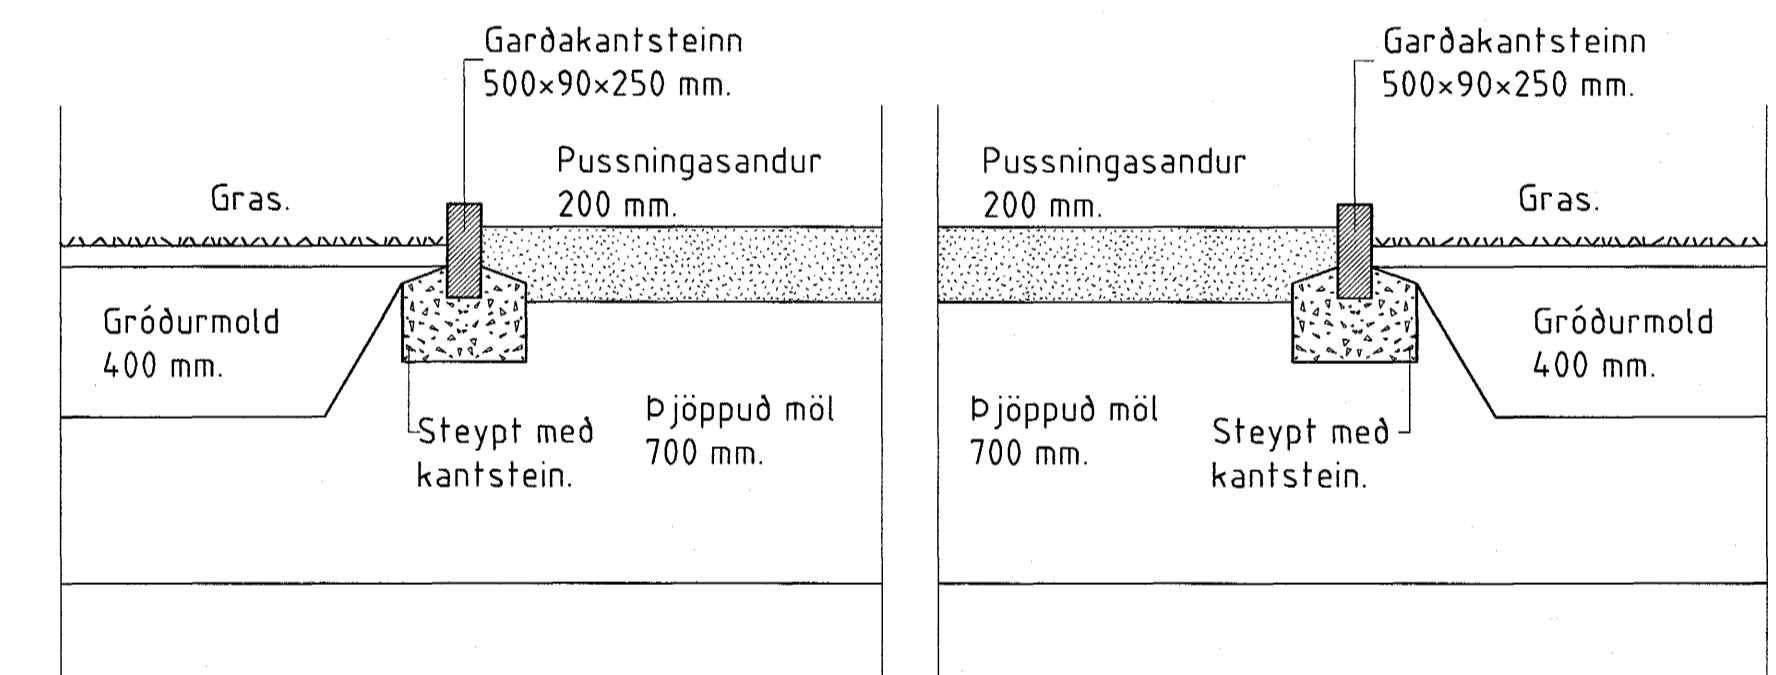 Garðakantsteinn
500×90×250 mm.
Pussningasandur
200 mm.
Gras.
Gróðurmold
400 mm.
Þjöppuð möl
700 mm.
Steypt með
kantstein.
Garðakantsteinn
500×90×250 mm.
Pussningasandur
200 mm.
Gras.
Gróðurmold
400 mm.
Þjöppuð möl
700 mm.
Steypt með
kantstein.